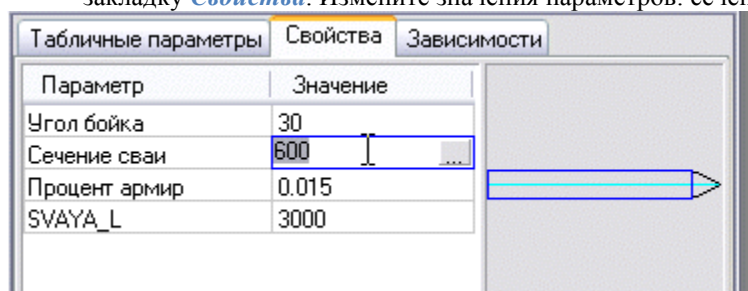 закладку Свойства. Измените значения параметров: сечен
Табличные параметры Свойства Зависимости
Параметр Значение
Угол бойка 30
Сечение сваи 600 ...
Процент армир 0.015
SVAYA_L 3000